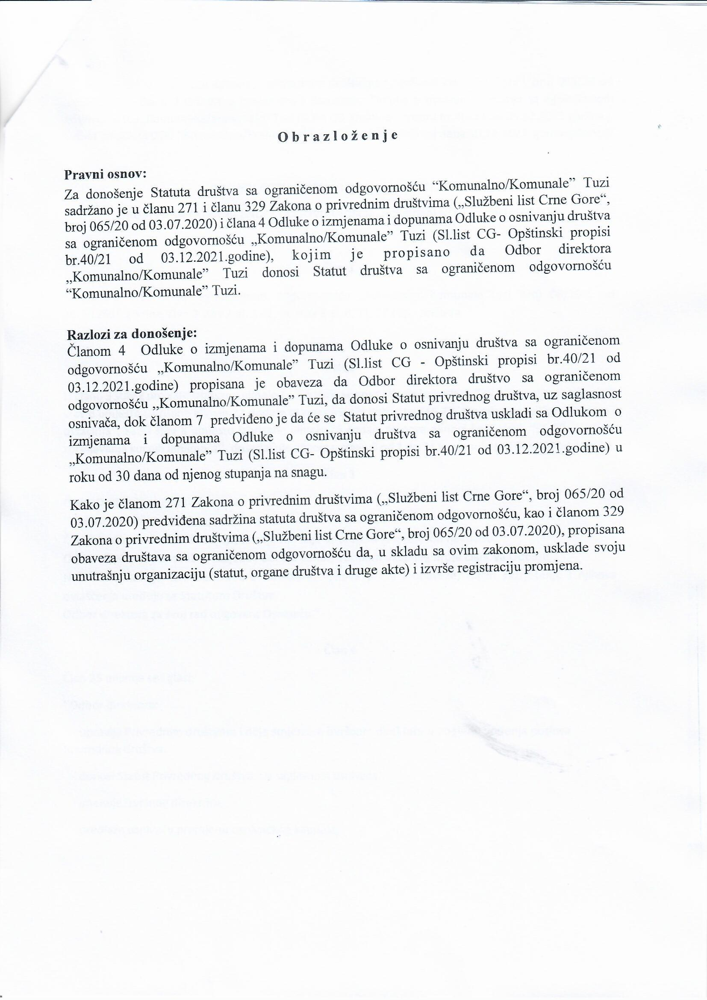 Obrazloženje
Pravni osnov:
Za donošenje Statuta društva sa ograničenom odgovornošću “Komunalno/Komunale” Tuzi
sadržano je u članu 271 i članu 329 Zakona o privrednim društvima („Službeni list Crne Gore“,
broj 065/20 od 03.07.2020) i člana 4 Odluke o izmjenama i dopunama Odluke o osnivanju društva
sa ograničenom odgovornošću „Komunalno/Komunale” Tuzi (Sl.list CG- Opštinski propisi
br.40/21 od 03.12.2021.godine), kojim je propisano da Odbor direktora
„Komunalno/Komunale” Tuzi donosi Statut društva sa ograničenom odgovornošću
“Komunalno/Komunale” Tuzi.
Razlozi za donošenje:
Članom 4 Odluke o izmjenama i dopunama Odluke o osnivanju društva sa ograničenom
odgovornošću „Komunalno/Komunale” Tuzi (Sl.list CG - Opštinski propisi br.40/21 od
03.12.2021.godine) propisana je obaveza da Odbor direktora društvo sa ograničenom
odgovornošću „Komunalno/Komunale” Tuzi, da donosi Statut privrednog društva, uz saglasnost
osnivača, dok članom 7 predviđeno je da će se Statut privrednog društva uskladi sa Odlukom o
izmjenama i dopunama Odluke o osnivanju društva sa ograničenom odgovornošću
„Komunalno/Komunale” Tuzi (Sl.list CG- Opštinski propisi br.40/21 od 03.12.2021.godine) u
roku od 30 dana od njenog stupanja na snagu.
Kako je članom 271 Zakona o privrednim društvima („Službeni list Crne Gore“, broj 065/20 od
03.07.2020) predviđena sadržina statuta društva sa ograničenom odgovornošću, kao i članom 329
Zakona o privrednim društvima („Službeni list Crne Gore“, broj 065/20 od 03.07.2020), propisana
obaveza društava sa ograničenom odgovornošću da, u skladu sa ovim zakonom, usklade svoju
unutrašnju organizaciju (statut, organe društva i druge akte) i izvrše registraciju promjena.